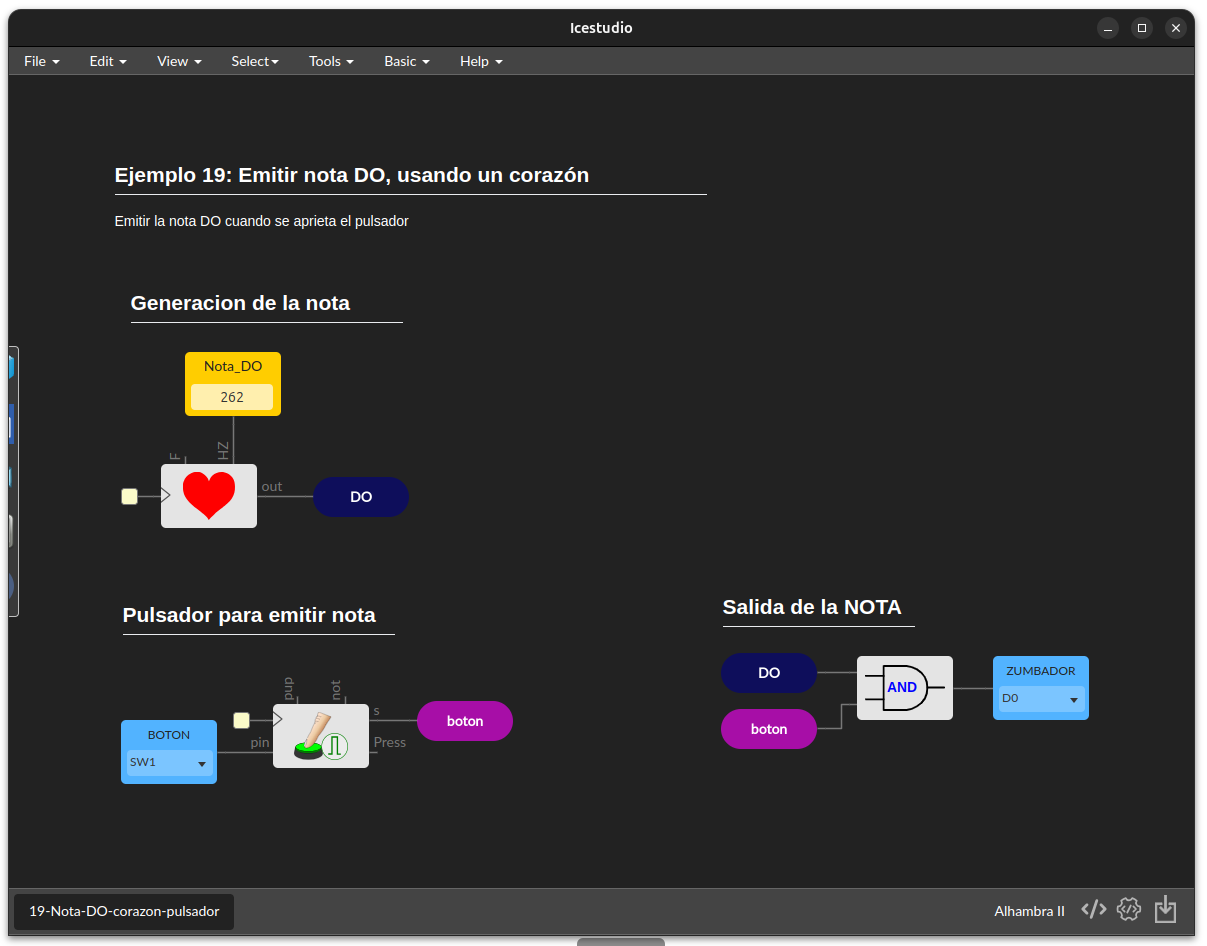 Icestudio
File Edit View Select Tools Basic Help
Ejemplo 19: Emitir nota DO, usando un corazón
Emitir la nota DO cuando se aprieta el pulsador
Generacion de la nota
Nota_DO
262
F HZ
out
DO
Pulsador para emitir nota
BOTON
SW1
pup not
pin
s
Press
boton
Salida de la NOTA
DO
boton
AND
ZUMBADOR
D0
19-Nota-DO-corazon-pulsador
Alhambra II